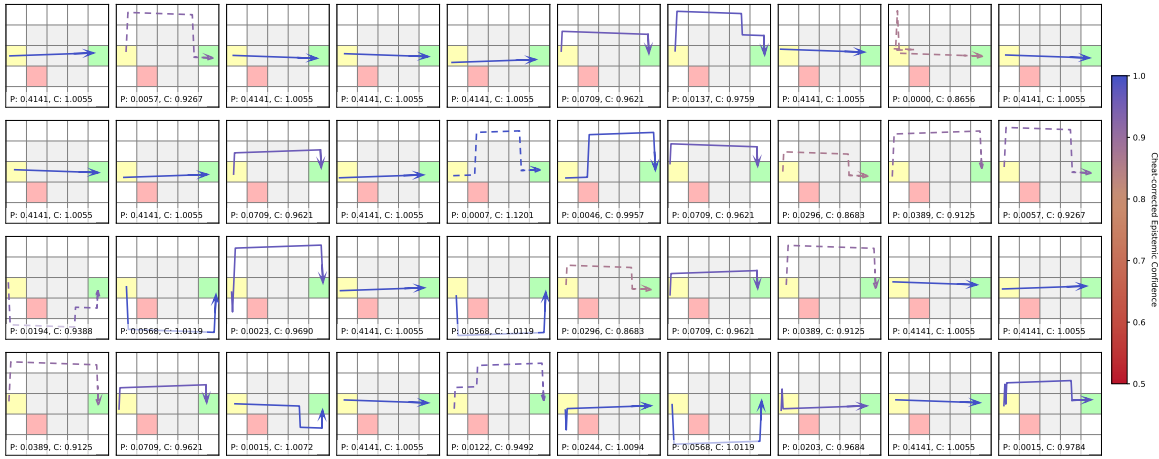 P: 0.4141, C: 1.0055
P: 0.0057, C: 0.9267
P: 0.4141, C: 1.0055
P: 0.4141, C: 1.0055
P: 0.4141, C: 1.0055
P: 0.0709, C: 0.9621
P: 0.0137, C: 0.9759
P: 0.4141, C: 1.0055
P: 0.0000, C: 0.8656
P: 0.4141, C: 1.0055
P: 0.4141, C: 1.0055
P: 0.4141, C: 1.0055
P: 0.0709, C: 0.9621
P: 0.4141, C: 1.0055
P: 0.0007, C: 1.1201
P: 0.0046, C: 0.9957
P: 0.0709, C: 0.9621
P: 0.0296, C: 0.8683
P: 0.0389, C: 0.9125
P: 0.0057, C: 0.9267
P: 0.0194, C: 0.9388
P: 0.0568, C: 1.0119
P: 0.0023, C: 0.9690
P: 0.4141, C: 1.0055
P: 0.0568, C: 1.0119
P: 0.0296, C: 0.8683
P: 0.0709, C: 0.9621
P: 0.0389, C: 0.9125
P: 0.4141, C: 1.0055
P: 0.4141, C: 1.0055
P: 0.0389, C: 0.9125
P: 0.0709, C: 0.9621
P: 0.0015, C: 1.0072
P: 0.4141, C: 1.0055
P: 0.0122, C: 0.9492
P: 0.0244, C: 1.0094
P: 0.0568, C: 1.0119
P: 0.0203, C: 0.9684
P: 0.4141, C: 1.0055
P: 0.0015, C: 0.9784
1.0
0.9
0.8
0.7
0.6
0.5
Cheat-corrected Epistemic Confidence